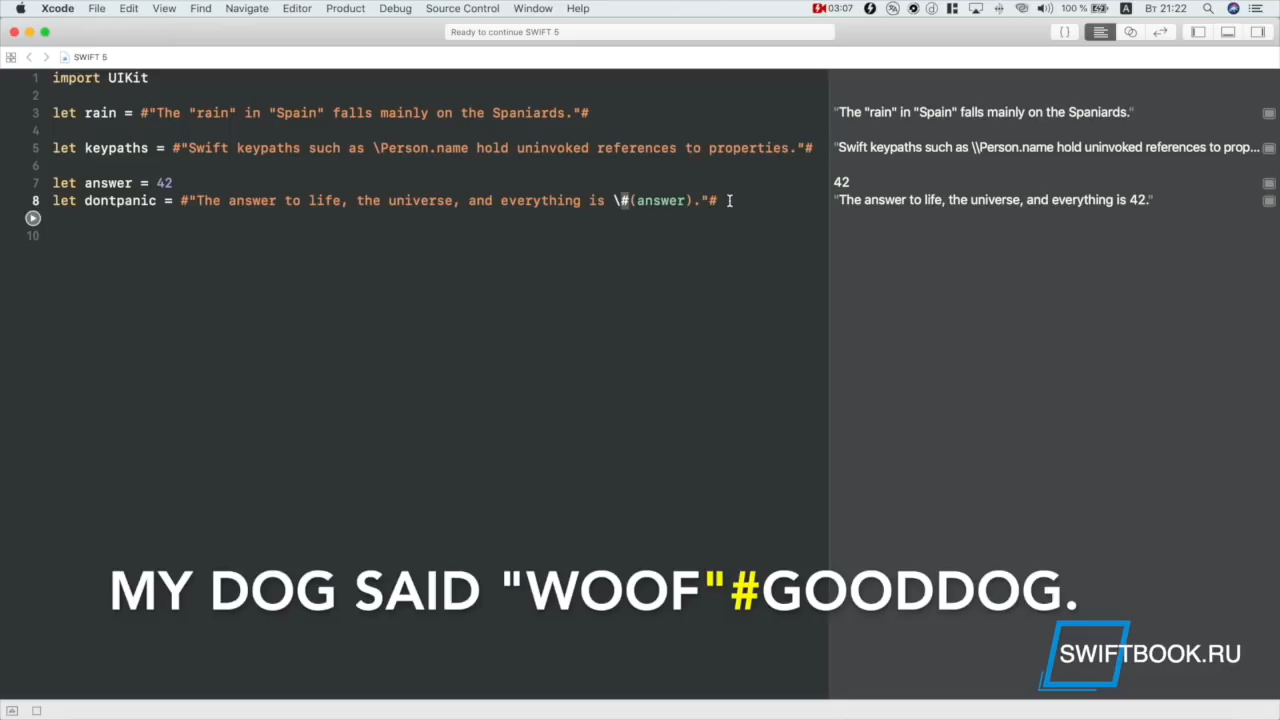 Xcode File Edit View Find Navigate Editor Product Debug Source Control Window Help 03:07 100 % A Вт 21:22
Ready to continue SWIFT 5
SWIFT 5
1 import UIKit
2
3 let rain = #"The "rain" in "Spain" falls mainly on the Spaniards."# "The "rain" in "Spain" falls mainly on the Spaniards."
4
5 let keypaths = #"Swift keypaths such as \Person.name hold uninvoked references to properties."# "Swift keypaths such as \\Person.name hold uninvoked references to prop...
6
7 let answer = 42 42
8 let dontpanic = #"The answer to life, the universe, and everything is \#(answer)."# "The answer to life, the universe, and everything is 42."
10
MY DOG SAID "WOOF"#GOODDOG.
SWIFTBOOK.RU